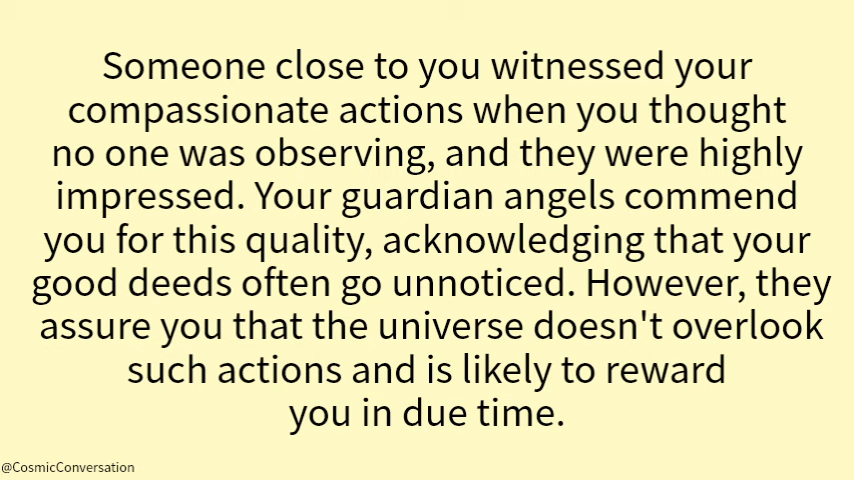 Someone close to you witnessed your
compassionate actions when you thought
no one was observing, and they were highly
impressed. Your guardian angels commend
you for this quality, acknowledging that your
good deeds often go unnoticed. However, they
assure you that the universe doesn't overlook
such actions and is likely to reward
you in due time.
@CosmicConversation